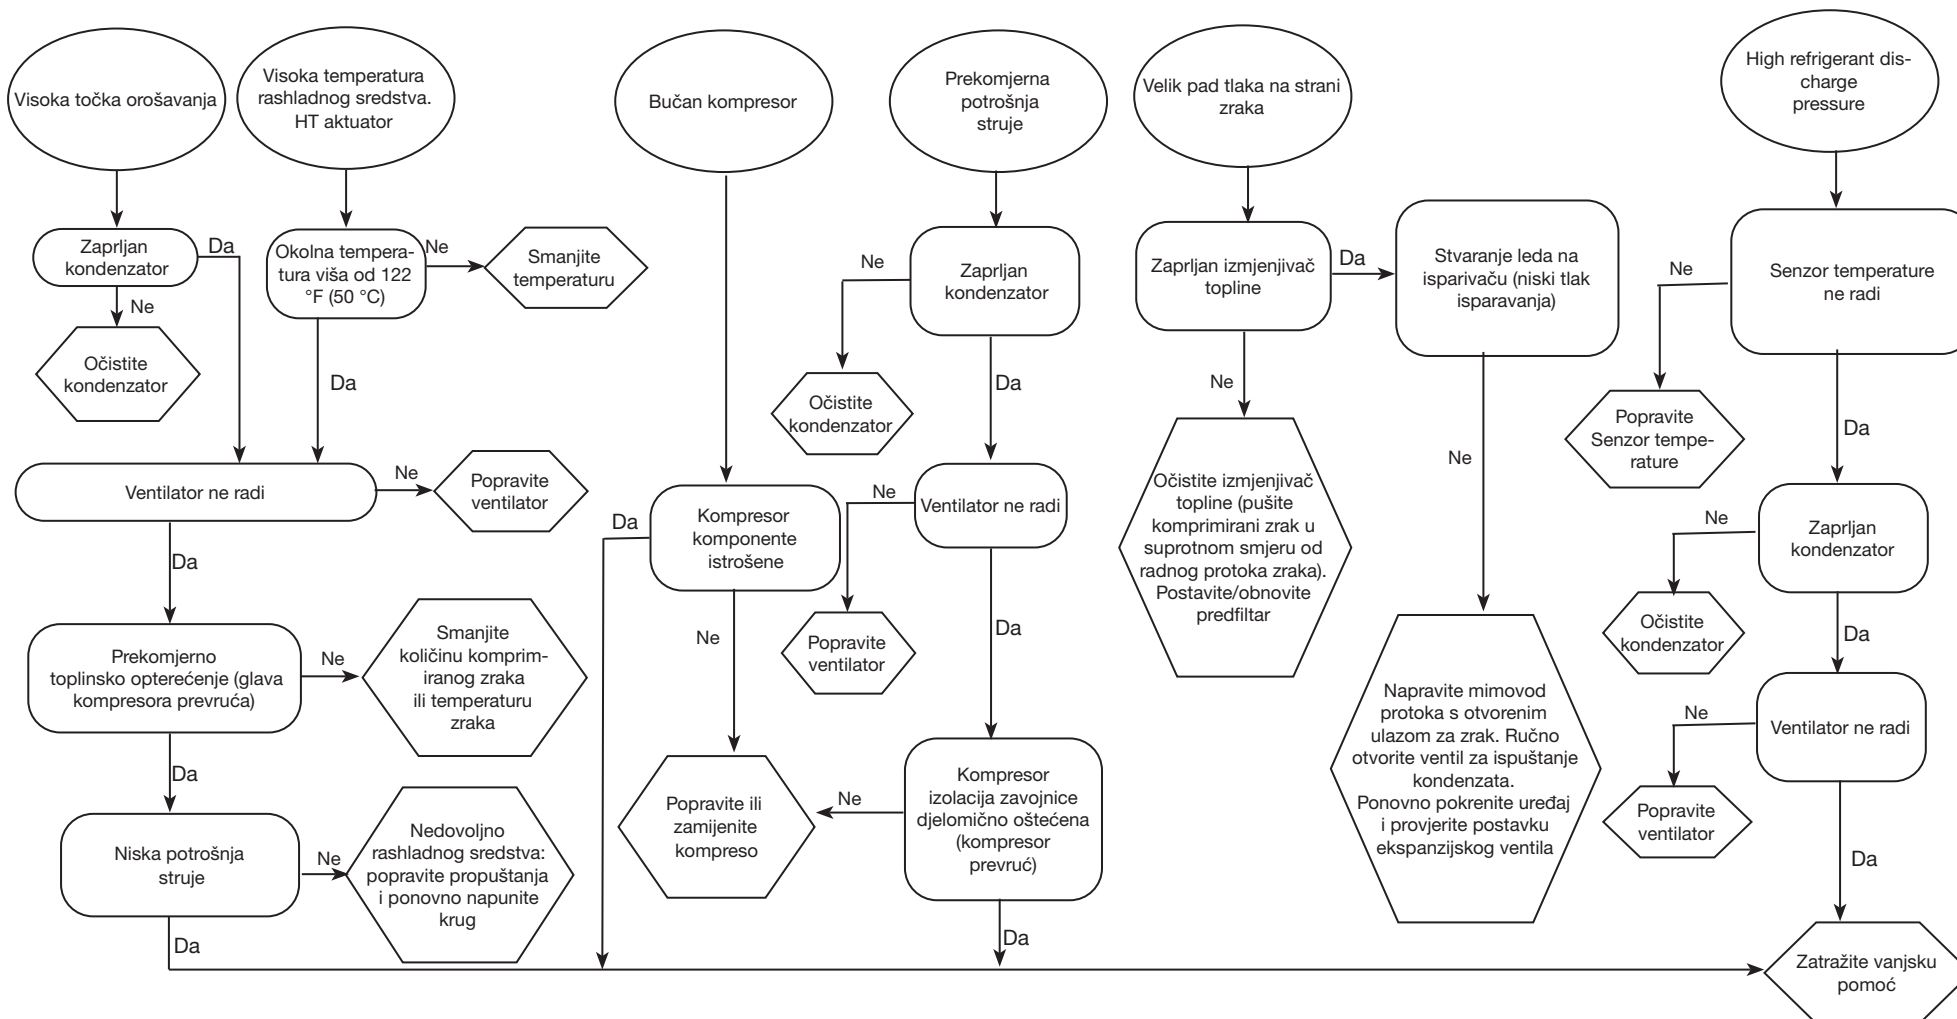 Visoka točka orošavanja
Visoka temperatura
rashladnog sredstva.
HT aktuator
Bučan kompresor
Prekomjerna
potrošnja
struje
Velik pad tlaka na strani
zraka
High refrigerant dis-
charge
pressure
Zaprljan
kondenzator
Da
Ne
Očistite
kondenzator
Okolna tempera-
tura viša od 122
°F (50 °C)
Ne
Smanjite
temperaturu
Da
Ventilator ne radi
Ne
Popravite
ventilator
Da
Prekomjerno
toplinsko opterećenje (glava
kompresora prevruća)
Ne
Smanjite
količinu komprim-
iranog zraka
ili temperaturu
zraka
Da
Niska potrošnja
struje
Ne
Nedovoljno
rashladnog sredstva:
popravite propuštanja
i ponovno napunite
krug
Da
Da
Kompresor
komponente
istrošene
Ne
Popravite ili
zamijenite
kompreso
Zaprljan
kondenzator
Ne
Očistite
kondenzator
Da
Ventilator ne radi
Ne
Popravite
ventilator
Da
Kompresor
izolacija zavojnice
djelomično oštećena
(kompresor
prevruć)
Ne
Da
Zaprljan izmjenjivač
topline
Da
Ne
Očistite izmjenjivač
topline (pušite
komprimirani zrak u
suprotnom smjeru od
radnog protoka zraka).
Postavite/obnovite
predfiltar
Stvaranje leda na
isparivaču (niski tlak
isparavanja)
Ne
Napravite mimovod
protoka s otvorenim
ulazom za zrak. Ručno
otvorite ventil za ispuštanje
kondenzata.
Ponovno pokrenite uređaj
i provjerite postavku
ekspanzijskog ventila
Senzor temperature
ne radi
Ne
Popravite
Senzor tempe-
rature
Da
Zaprljan
kondenzator
Ne
Očistite
kondenzator
Da
Ventilator ne radi
Ne
Popravite
ventilator
Da
Zatražite vanjsku
pomoć